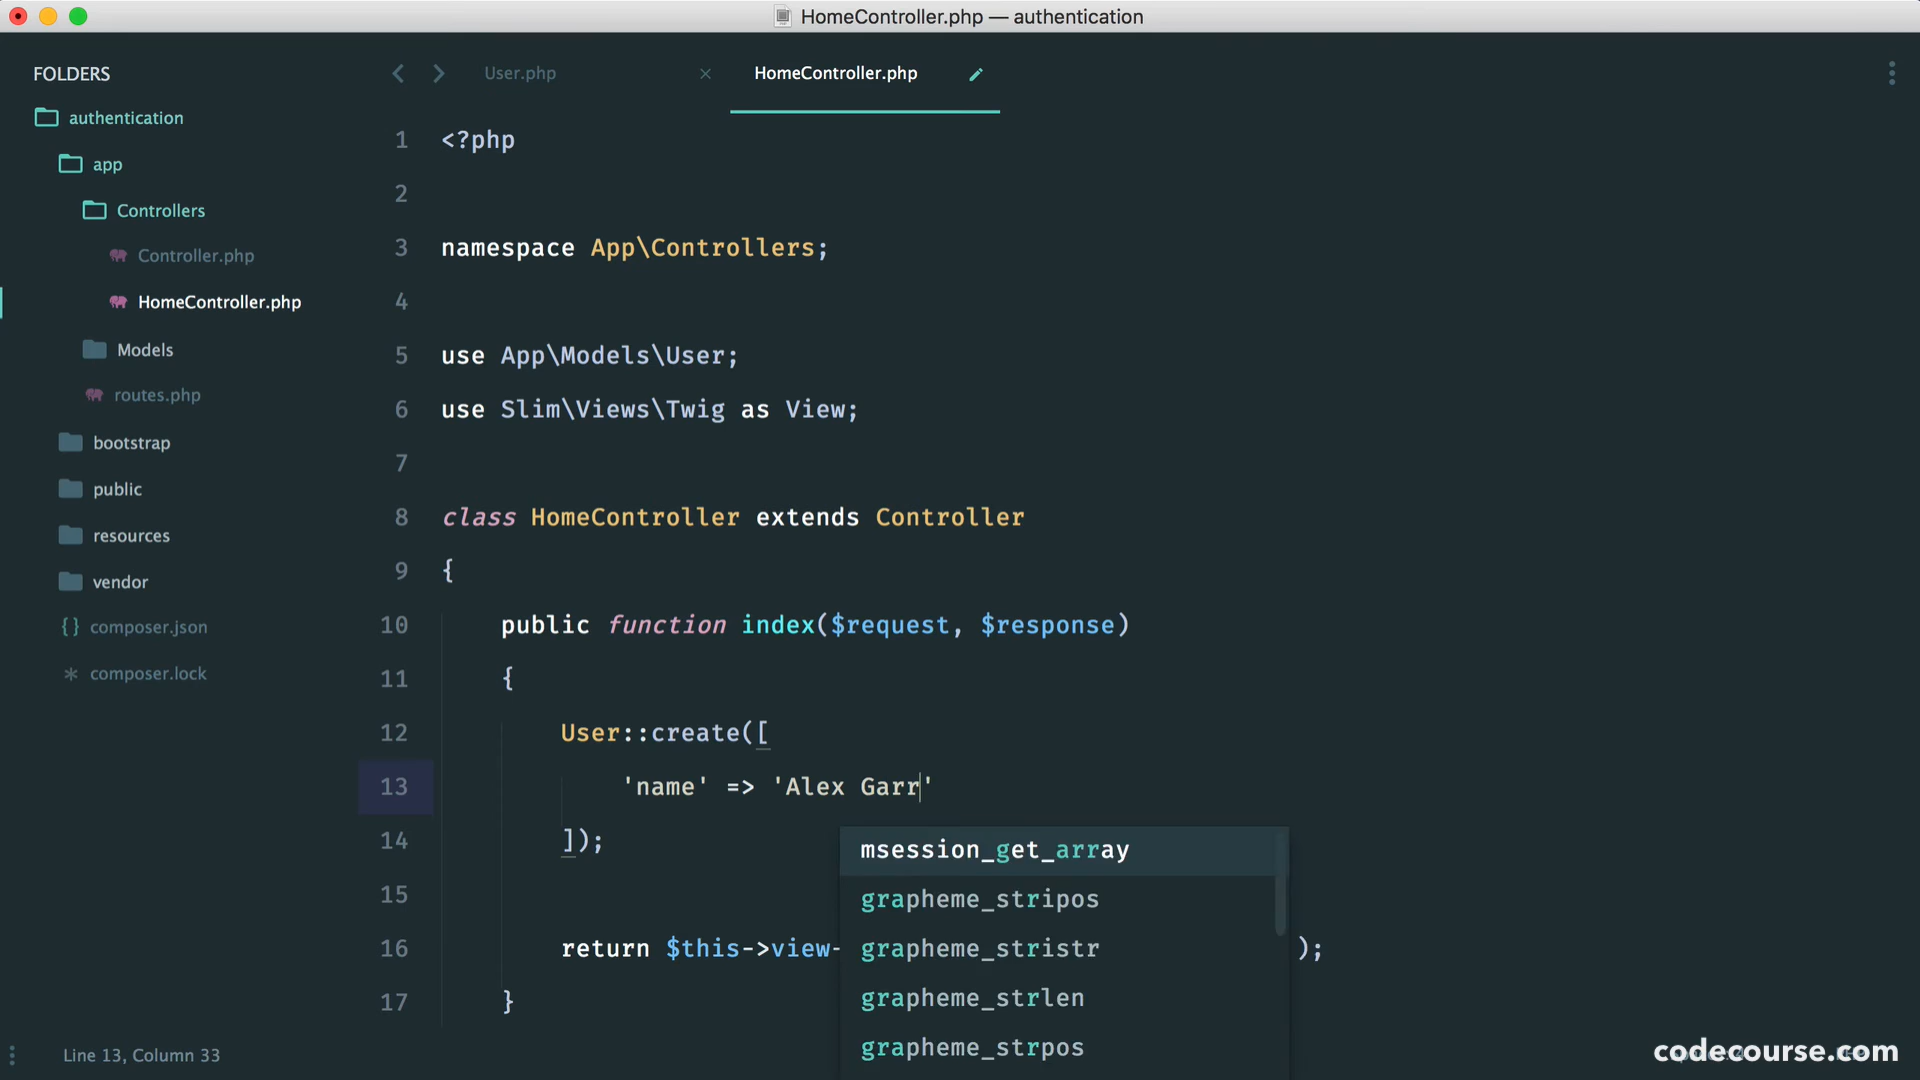 HomeController.php — authentication
FOLDERS
authentication
app
Controllers
Controller.php
HomeController.php
Models
routes.php
bootstrap
public
resources
vendor
{} composer.json
* composer.lock
User.php ×
HomeController.php
1 <?php
2
3 namespace App\Controllers;
4
5 use App\Models\User;
6 use Slim\Views\Twig as View;
7
8 class HomeController extends Controller
9 {
10 public function index($request, $response)
11 {
12 User::create([
13 'name' => 'Alex Garr'
14 ]);
15
16 return $this->view- );
17 }
msession_get_array
grapheme_stripos
grapheme_stristr
grapheme_strlen
grapheme_strpos
Line 13, Column 33
codecourse.com